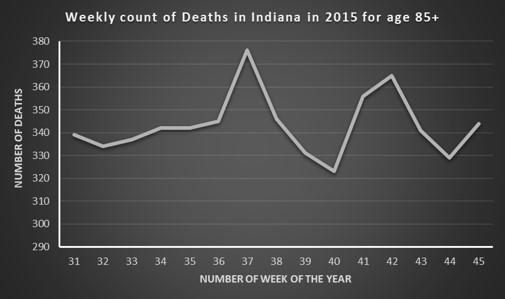 Weekly count of Deaths in Indiana in 2015 for age 85+
380
370
360
350
340
330
320
310
300
290
NUMBER OF DEATHS
31 32 33 34 35 36 37 38 39 40 41 42 43 44 45
NUMBER OF WEEK OF THE YEAR